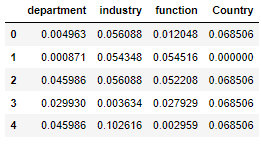 department industry function Country
0 0.004963 0.056088 0.012048 0.068506
1 0.000871 0.054348 0.054516 0.000000
2 0.045986 0.056088 0.052208 0.068506
3 0.029930 0.003634 0.027929 0.068506
4 0.045986 0.102616 0.002959 0.068506